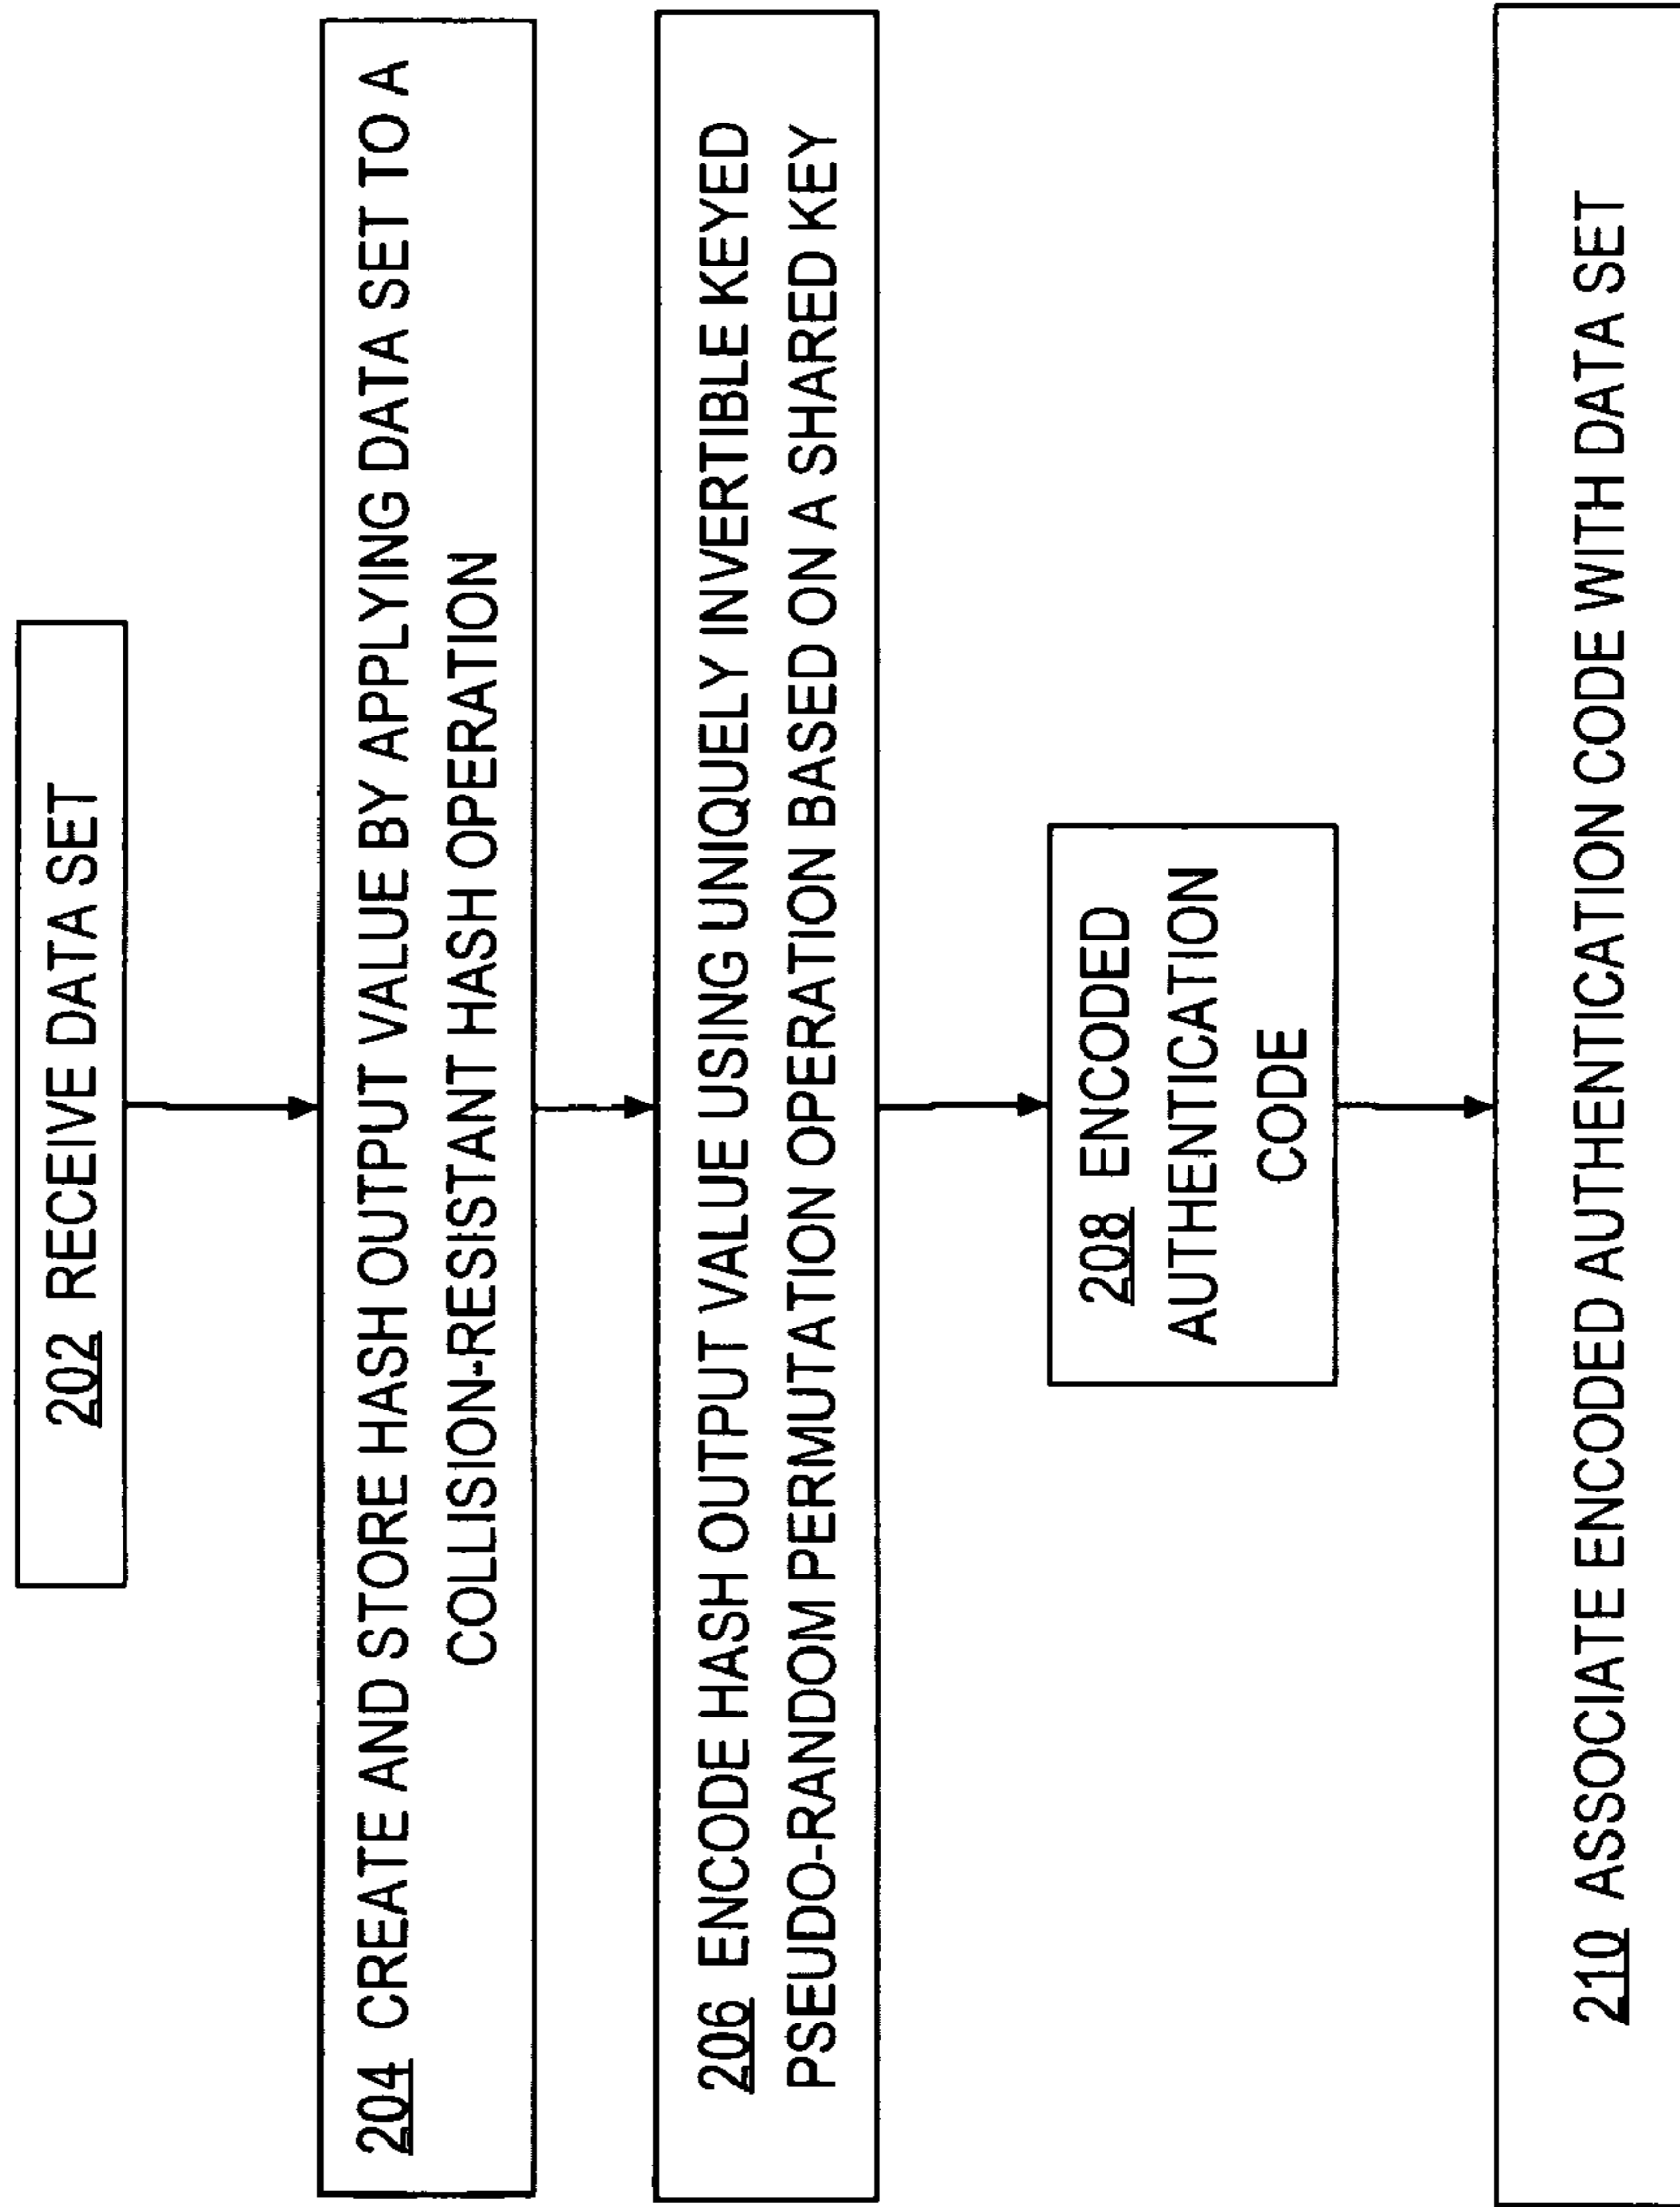 202 RECEIVE DATA SET
204 CREATE AND STORE HASH OUTPUT VALUE BY APPLYING DATA SET TO A
COLLISION-RESISTANT HASH OPERATION
206 ENCODE HASH OUTPUT VALUE USING UNIQUELY INVERTIBLE KEYED
PSEUDO-RANDOM PERMUTATION OPERATION BASED ON A SHARED KEY
208 ENCODED
AUTHENTICATION
CODE
210 ASSOCIATE ENCODED AUTHENTICATION CODE WITH DATA SET